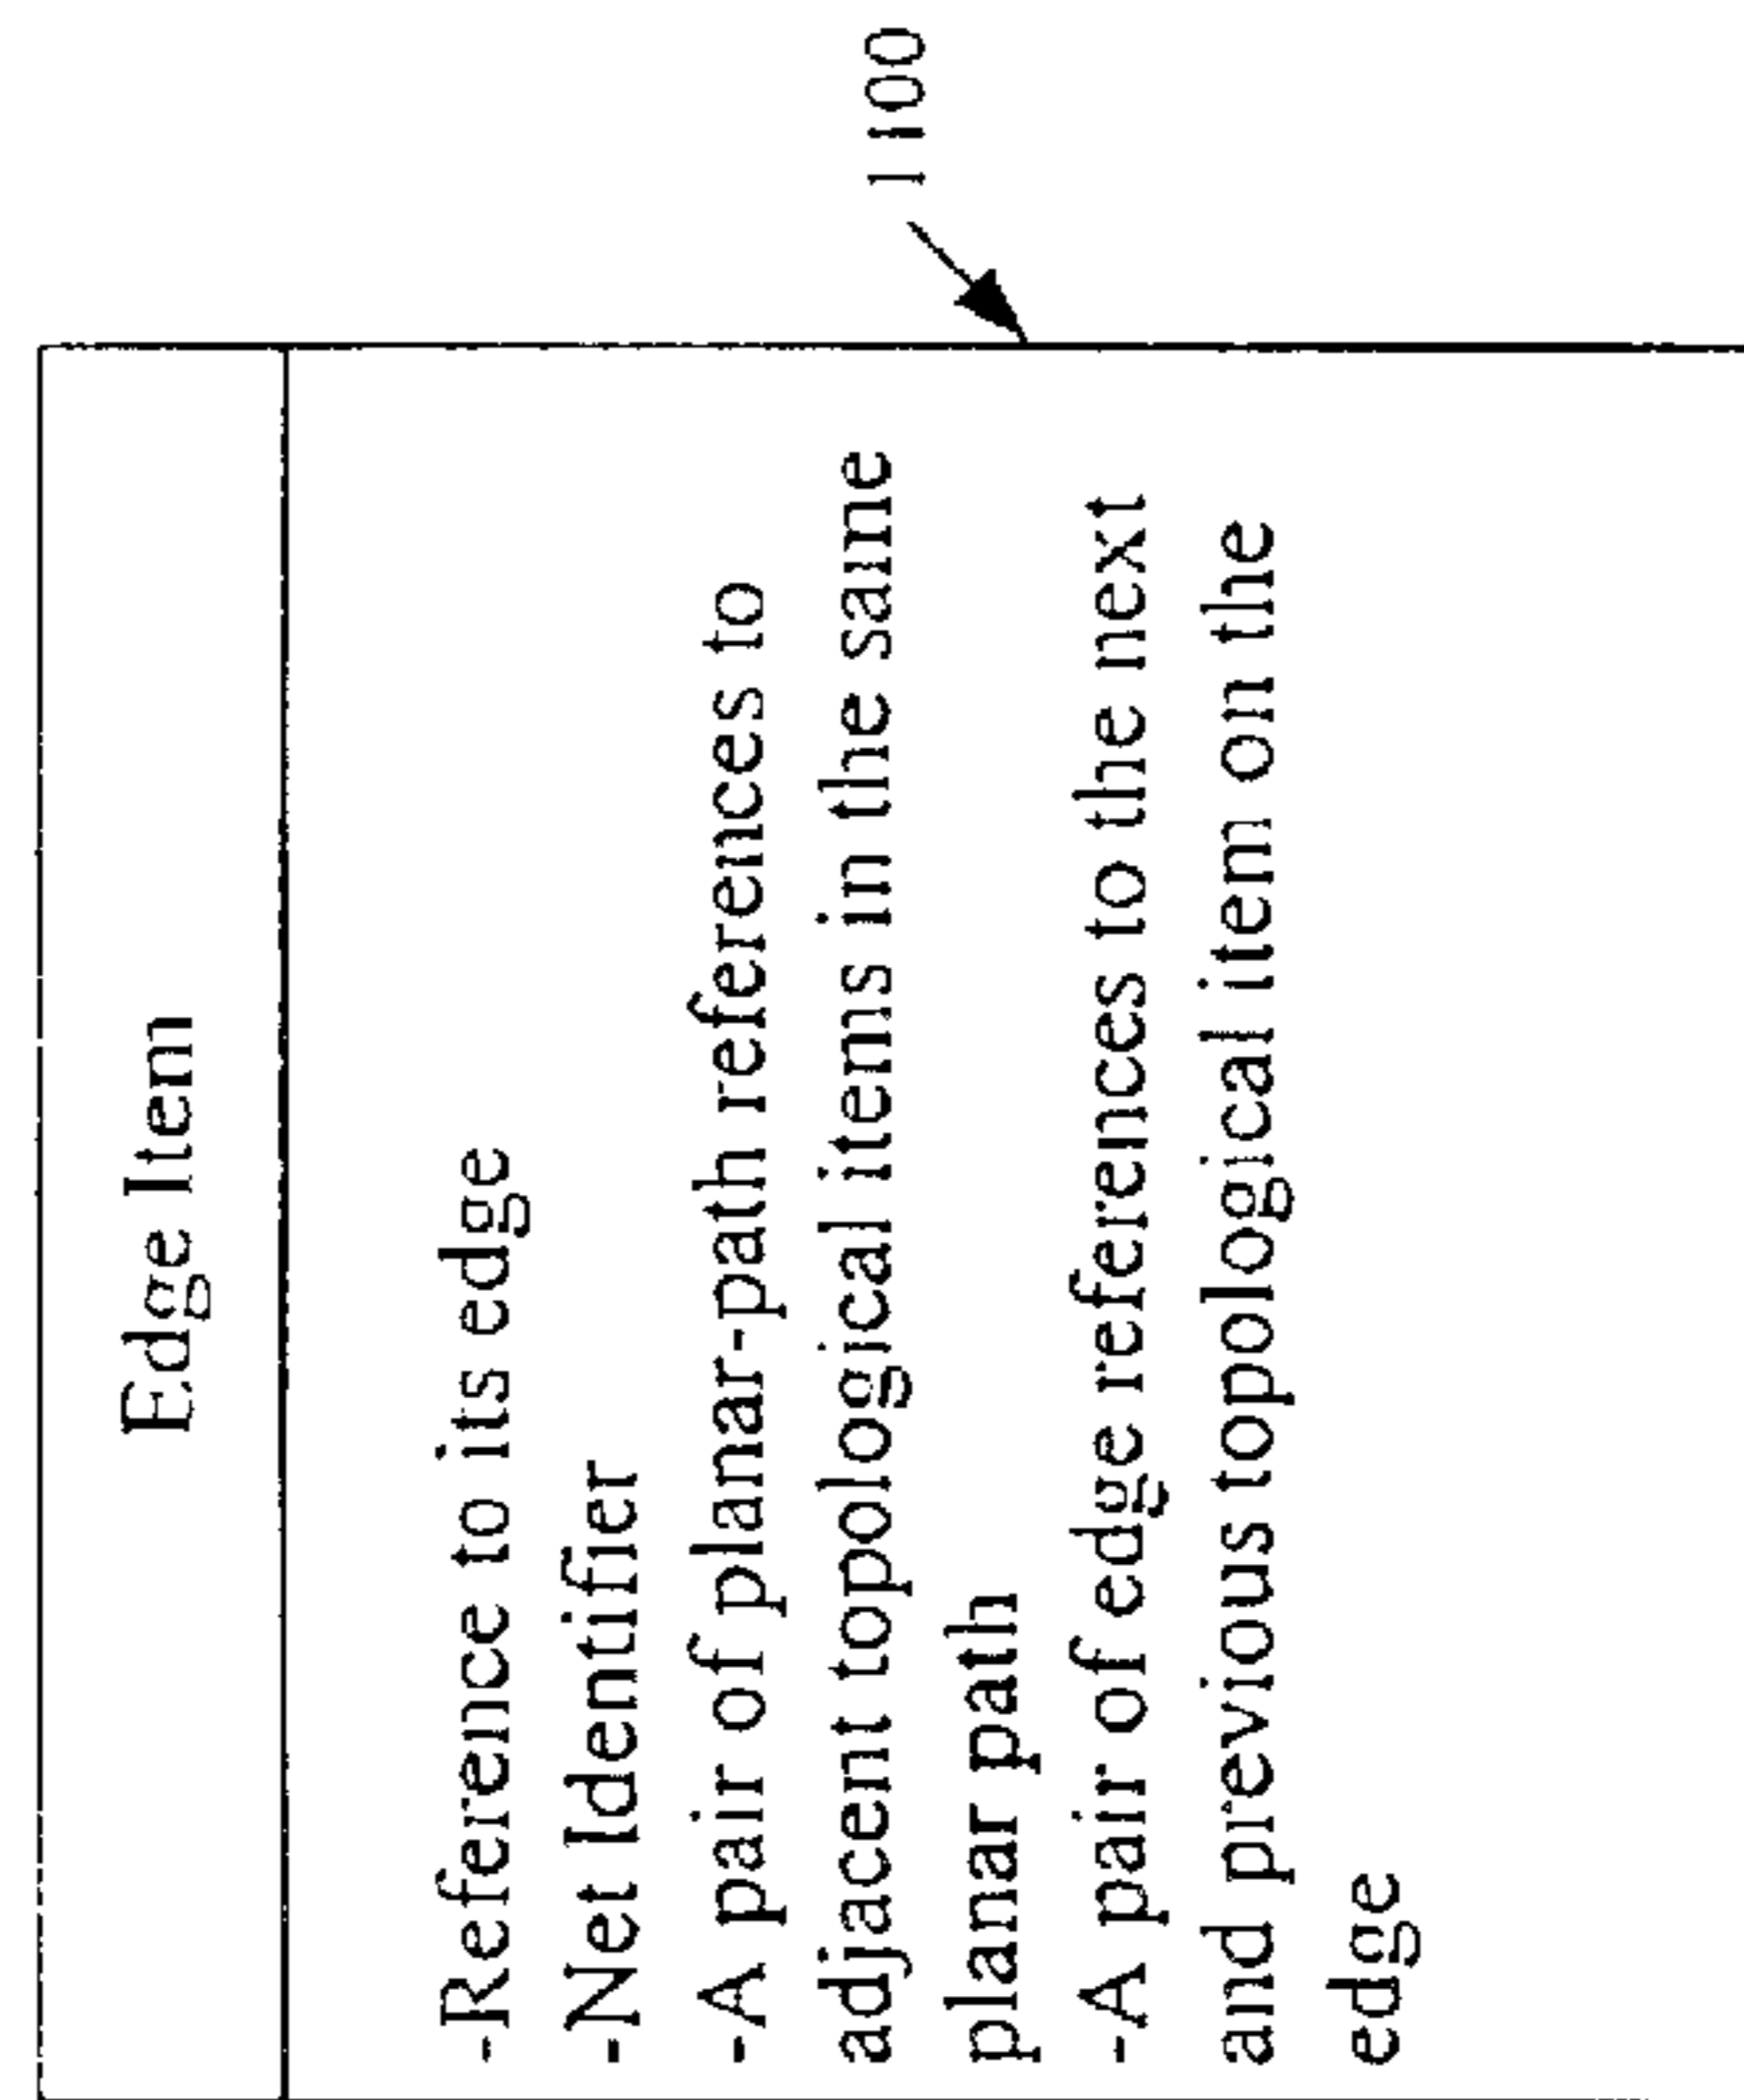 Edge Item
-Reference to its edge
-Net Identifier
-A pair of planar-path references to
adjacent topological items in the same
planar path
-A pair of edge references to the next
and previous topological item on the
edge
1100